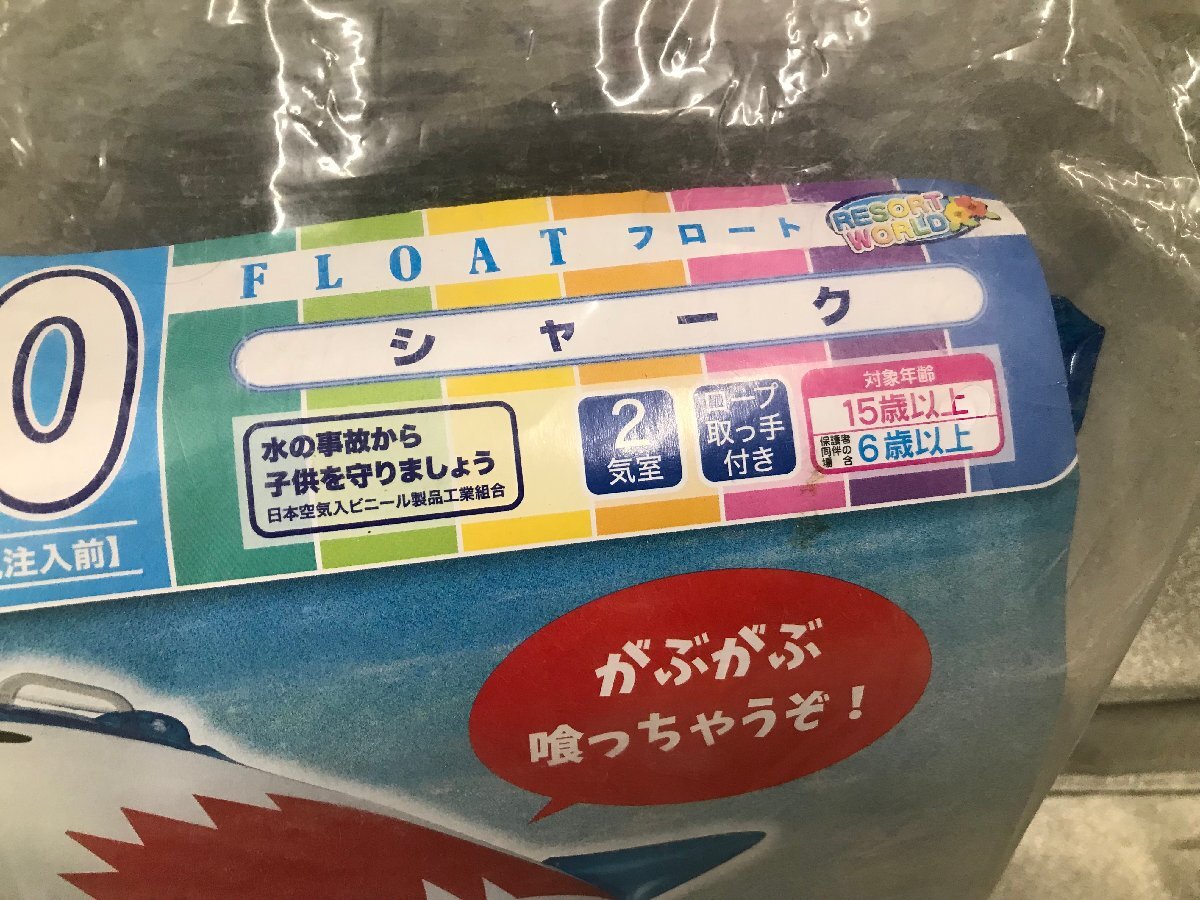 FLOAT フロート
RESORT
WORLD
シャーク
0
水の事故から
子供を守りましょう
日本空気入ビニール製品工業組合
2
気室
ロープ
取っ手
付き
対象年齢
15歳以上
保護者
同伴の
場合
6歳以上
注入前】
がぶがぶ
喰っちゃうぞ！